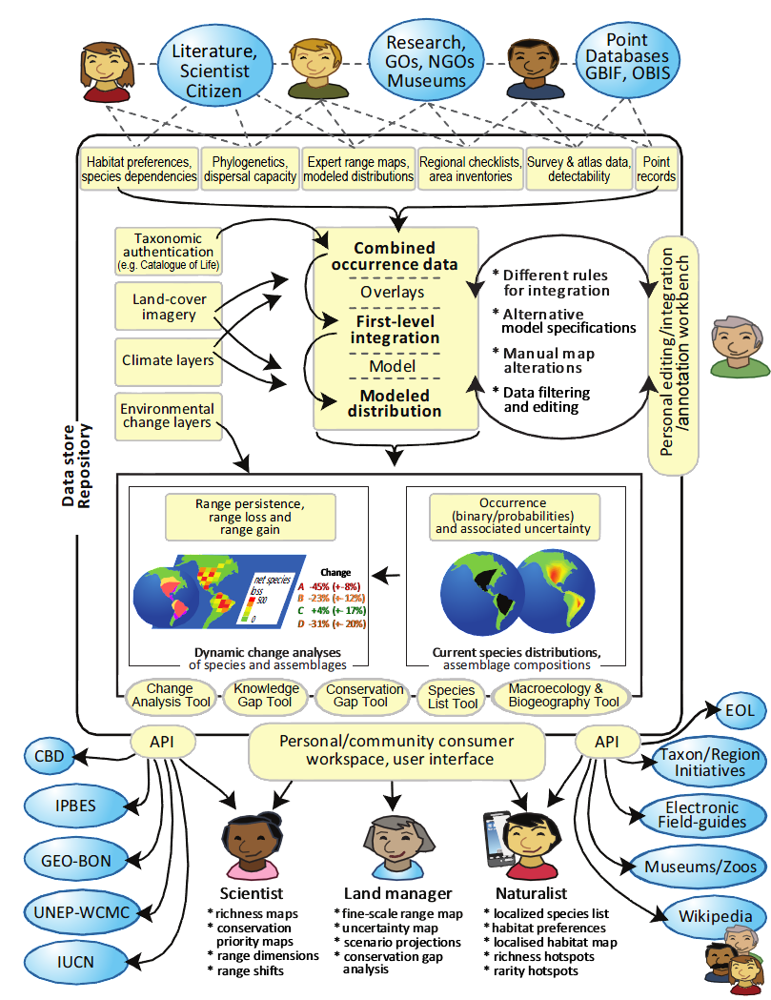 Literature,
Scientist
Citizen
Research,
GOs, NGOs
Museums
Point
Databases
GBIF, OBIS
Habitat preferences,
species dependencies
Phylogenetics,
dispersal capacity
Expert range maps,
modeled distributions
Regional checklists,
area inventories
Survey & atlas data,
detectability
Point
records
Taxonomic
authentication
(e.g. Catalogue of Life)
Land-cover
imagery
Climate layers
Environmental
change layers
Combined
occurrence data
Overlays
First-level
integration
Model
Modeled
distribution
* Different rules
for integration
* Alternative
model specifications
* Manual map
alterations
* Data filtering
and editing
Personal editing/integration
/annotation workbench
Data store
Repository
Range persistence,
range loss and
range gain
Occurrence
(binary/probabilities)
and associated uncertainty
net species
loss
500
0
Change
A -45% (+-8%)
B -23% (+- 12%)
C +4% (+- 17%)
D -31% (+- 20%)
Dynamic change analyses
of species and assemblages
Current species distributions,
assemblage compositions
Change
Analysis Tool
Knowledge
Gap Tool
Conservation
Gap Tool
Species
List Tool
Macroecology &
Biogeography Tool
API
Personal/community consumer
workspace, user interface
API
CBD
IPBES
GEO-BON
UNEP-WCMC
IUCN
EOL
Taxon/Region
Initiatives
Electronic
Field-guides
Museums/Zoos
Wikipedia
Scientist
* richness maps
* conservation
priority maps
* range dimensions
* range shifts
Land manager
* fine-scale range map
* uncertainty map
* scenario projections
* conservation gap
analysis
Naturalist
* localized species list
* habitat preferences
* localised habitat map
* richness hotspots
* rarity hotspots